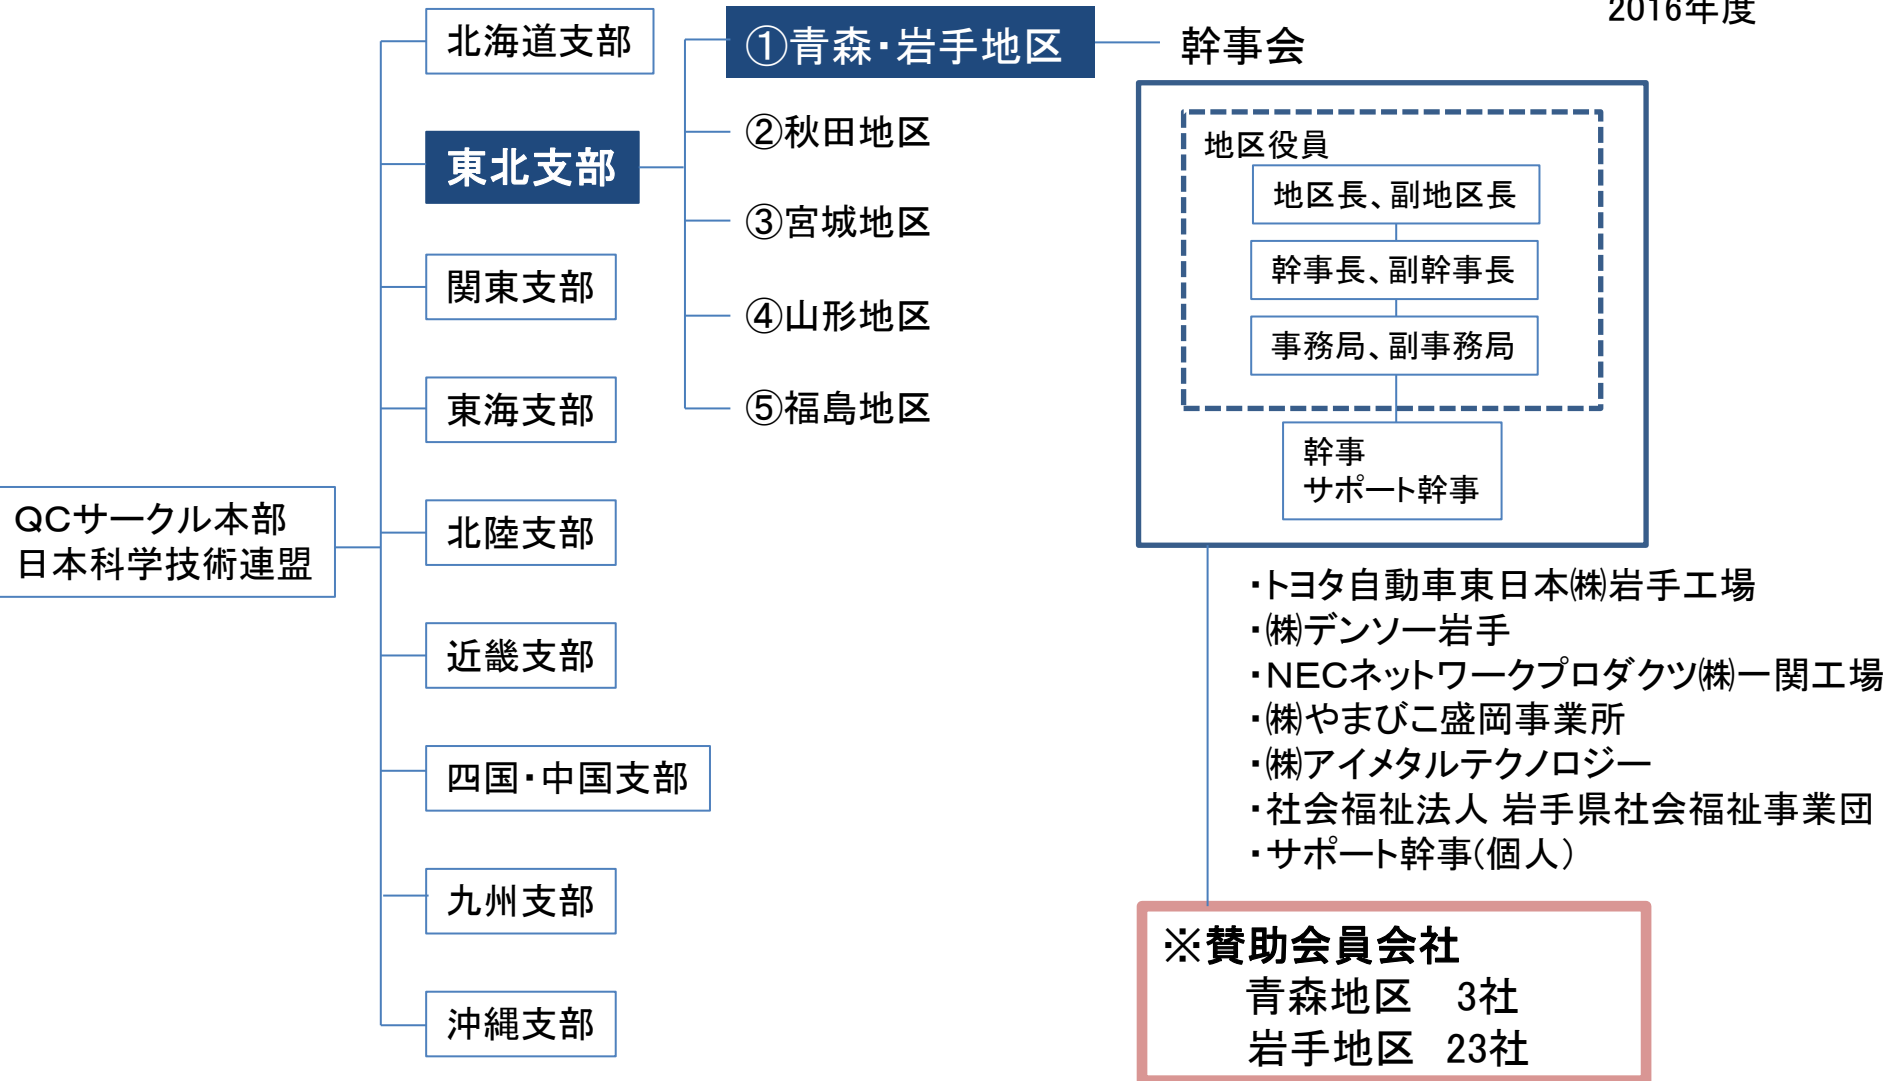 2016年度
QCサークル本部
日本科学技術連盟
北海道支部
東北支部
関東支部
東海支部
北陸支部
近畿支部
四国・中国支部
九州支部
沖縄支部
①青森・岩手地区
②秋田地区
③宮城地区
④山形地区
⑤福島地区
幹事会
地区役員
地区長、副地区長
幹事長、副幹事長
事務局、副事務局
幹事
サポート幹事
・トヨタ自動車東日本㈱岩手工場
・㈱デンソー岩手
・NECネットワークプロダクツ㈱一関工場
・㈱やまびこ盛岡事業所
・㈱アイメタルテクノロジー
・社会福祉法人 岩手県社会福祉事業団
・サポート幹事(個人)
※賛助会員会社
青森地区 3社
岩手地区 23社